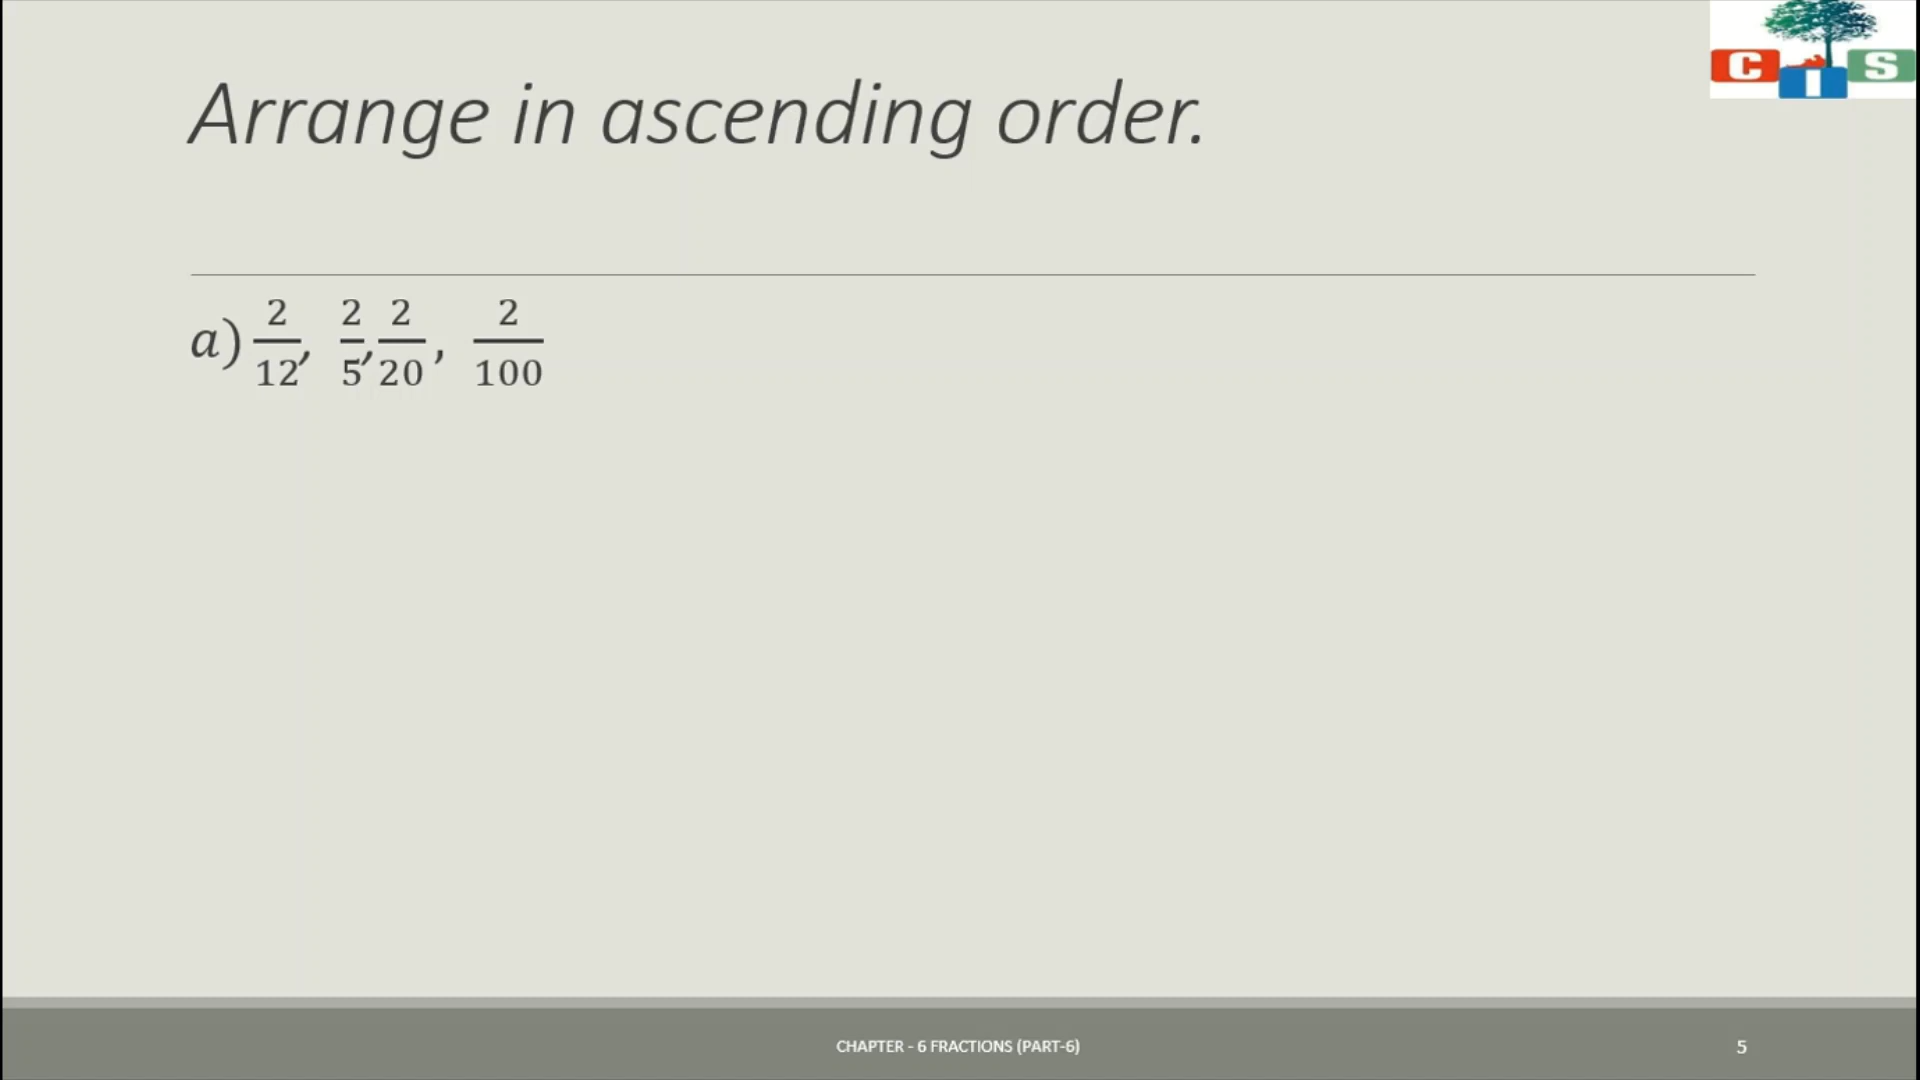 C I S
Arrange in ascending order.
a) 2/12, 2/5, 2/20, 2/100
CHAPTER - 6 FRACTIONS (PART-6)
5